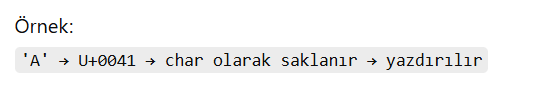 Örnek:
'A' → U+0041 → char olarak saklanır → yazdırılır